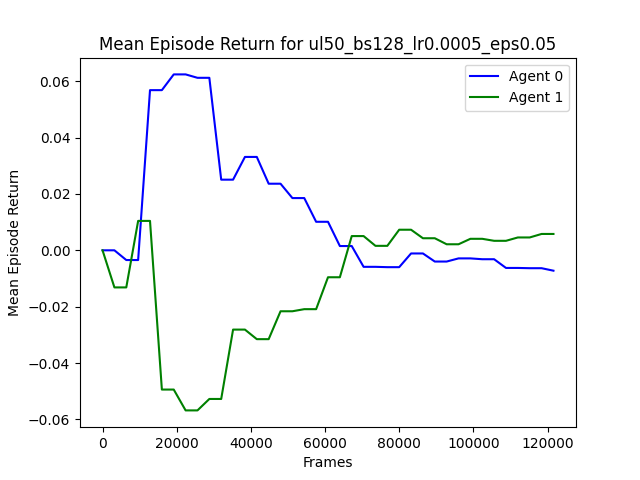 Mean Episode Return for ul50_bs128_lr0.0005_eps0.05
Agent 0
Agent 1
Mean Episode Return
0.06
0.04
0.02
0.00
−0.02
−0.04
−0.06
0
20000
40000
60000
80000
100000
120000
Frames